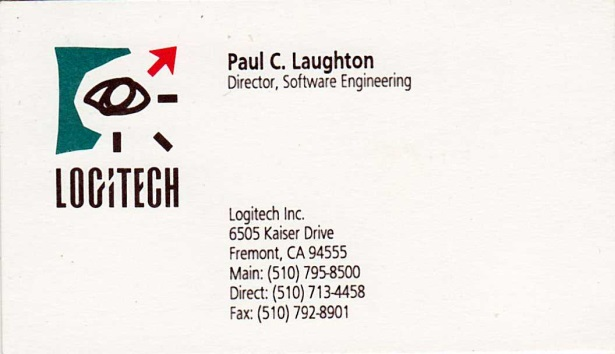 LOGITECH
Paul C. Laughton
Director, Software Engineering
Logitech Inc.
6505 Kaiser Drive
Fremont, CA 94555
Main: (510) 795-8500
Direct: (510) 713-4458
Fax: (510) 792-8901